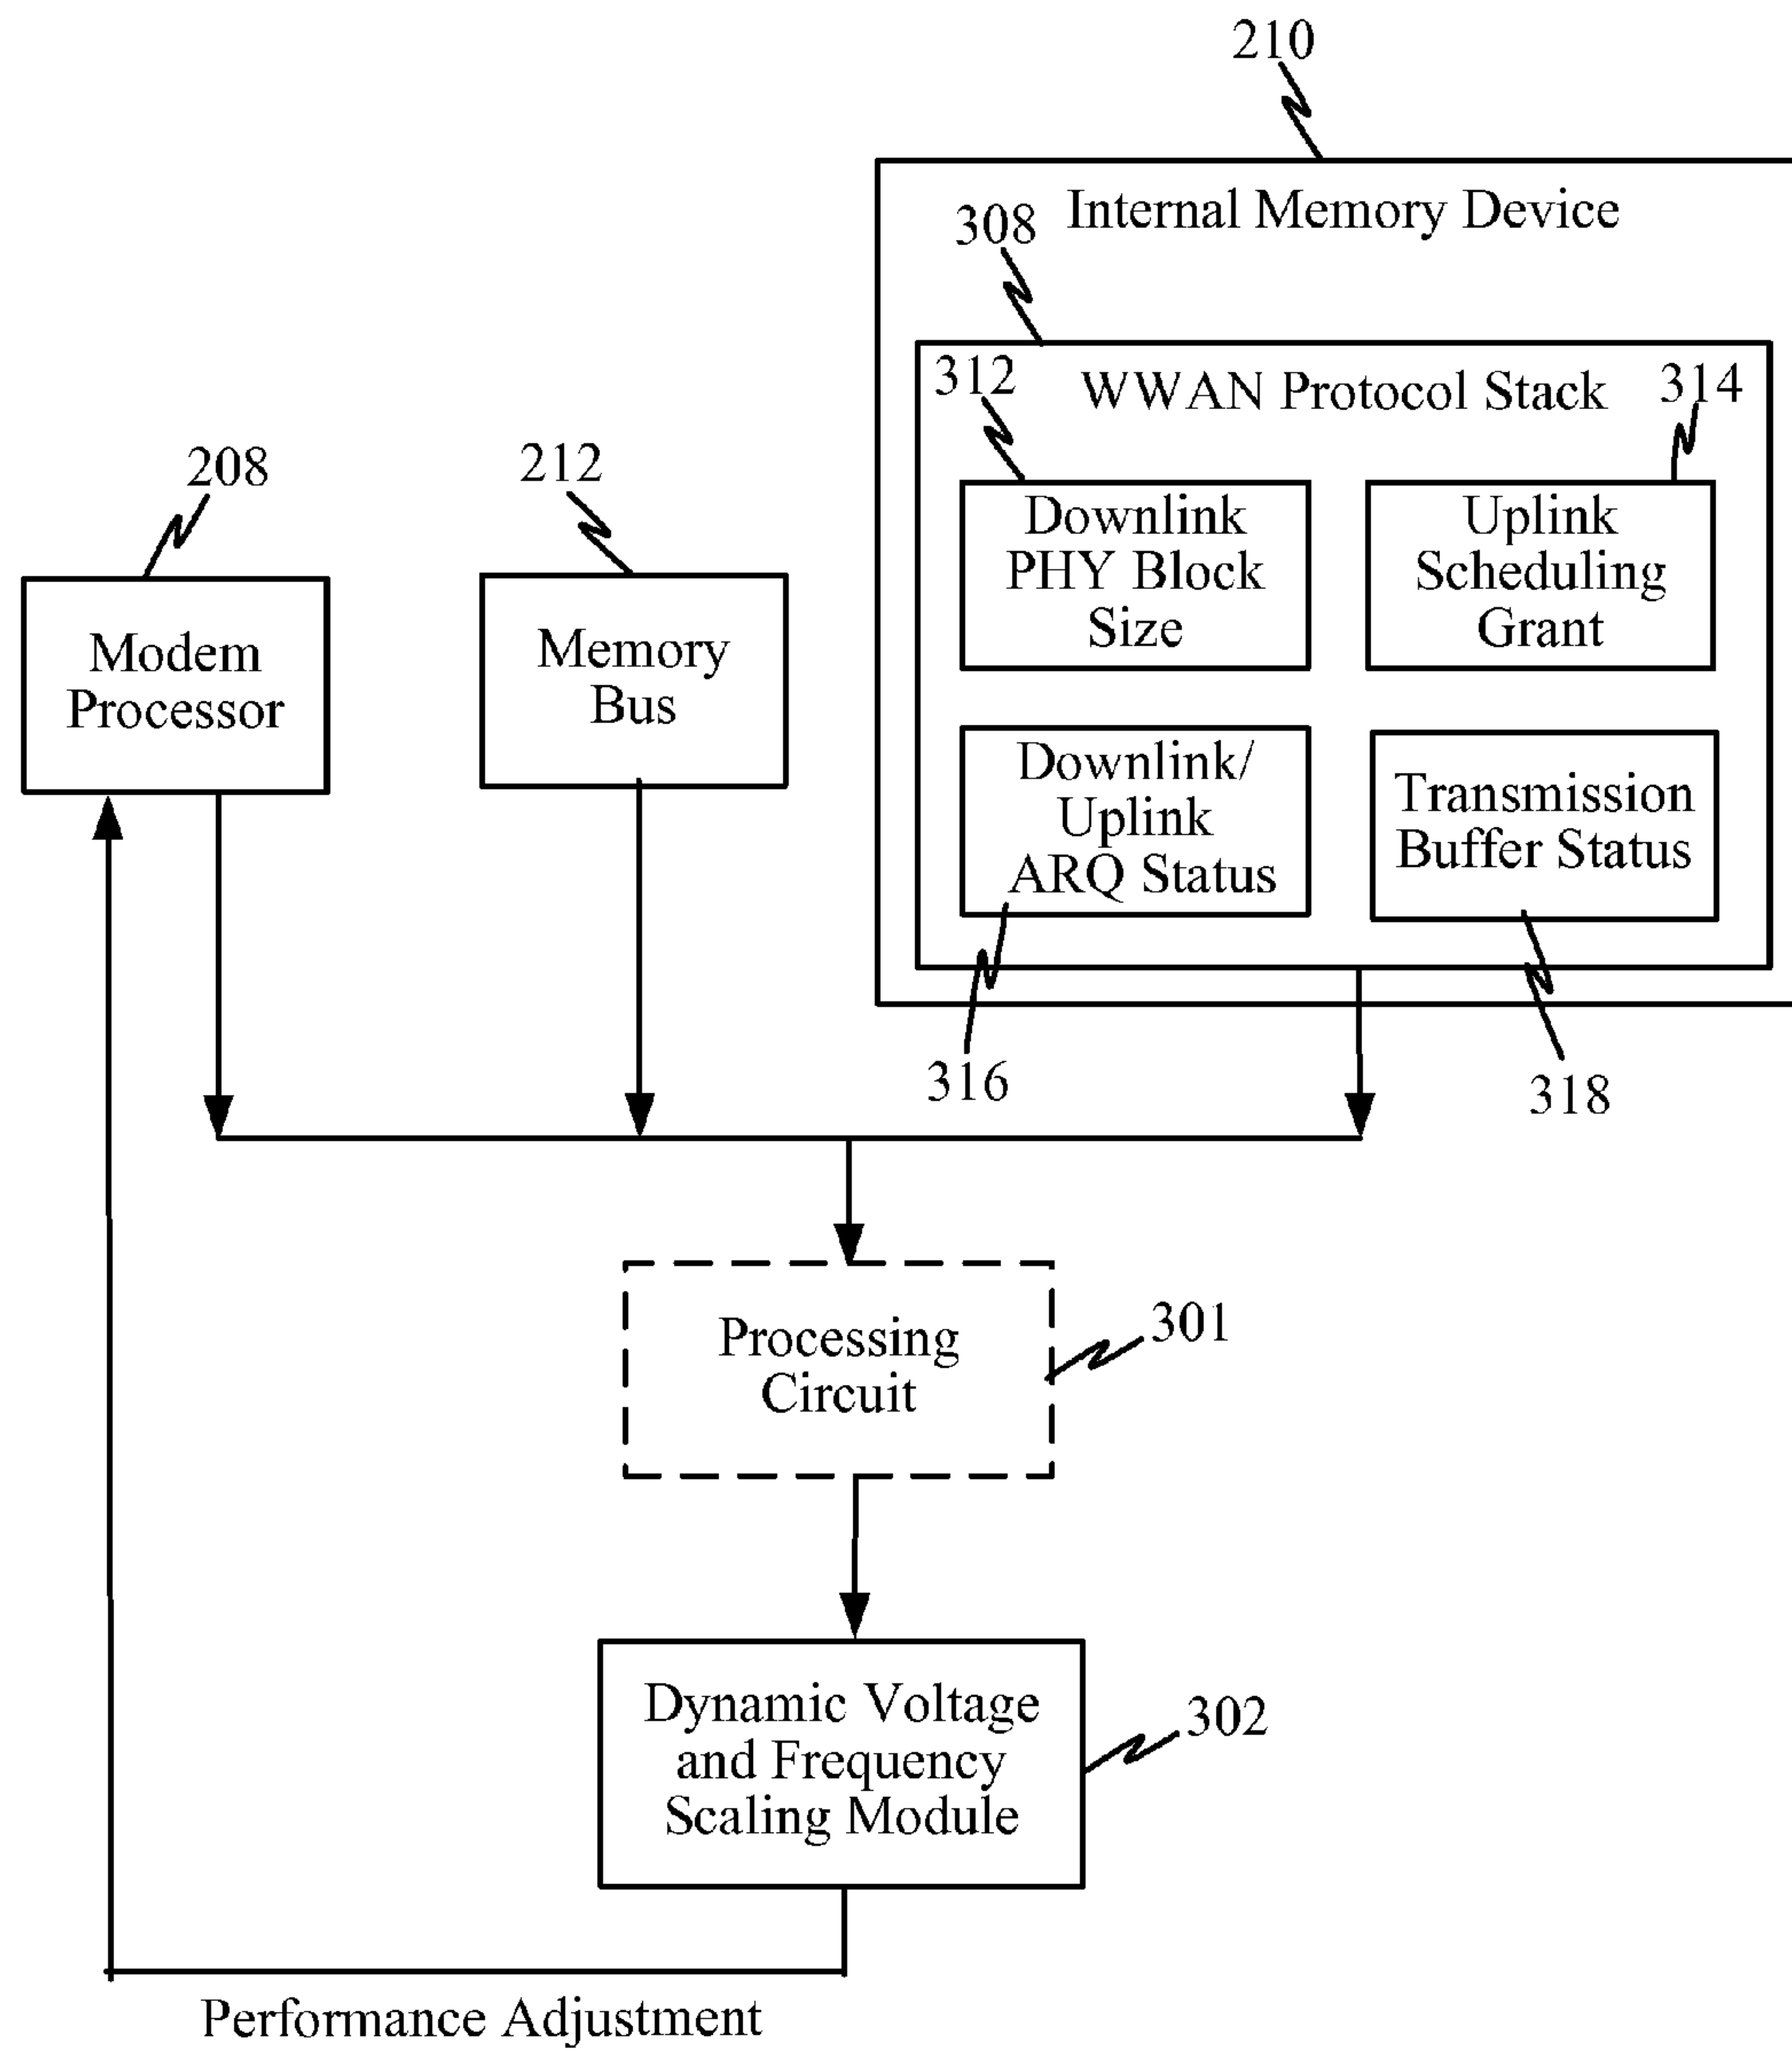 210
Internal Memory Device
308
WWAN Protocol Stack
312
314
Downlink
PHY Block
Size
Uplink
Scheduling
Grant
208
212
Modem
Processor
Memory
Bus
Downlink/
Uplink
ARQ Status
Transmission
Buffer Status
316
318
Processing
Circuit
301
Dynamic Voltage
and Frequency
Scaling Module
302
Performance Adjustment